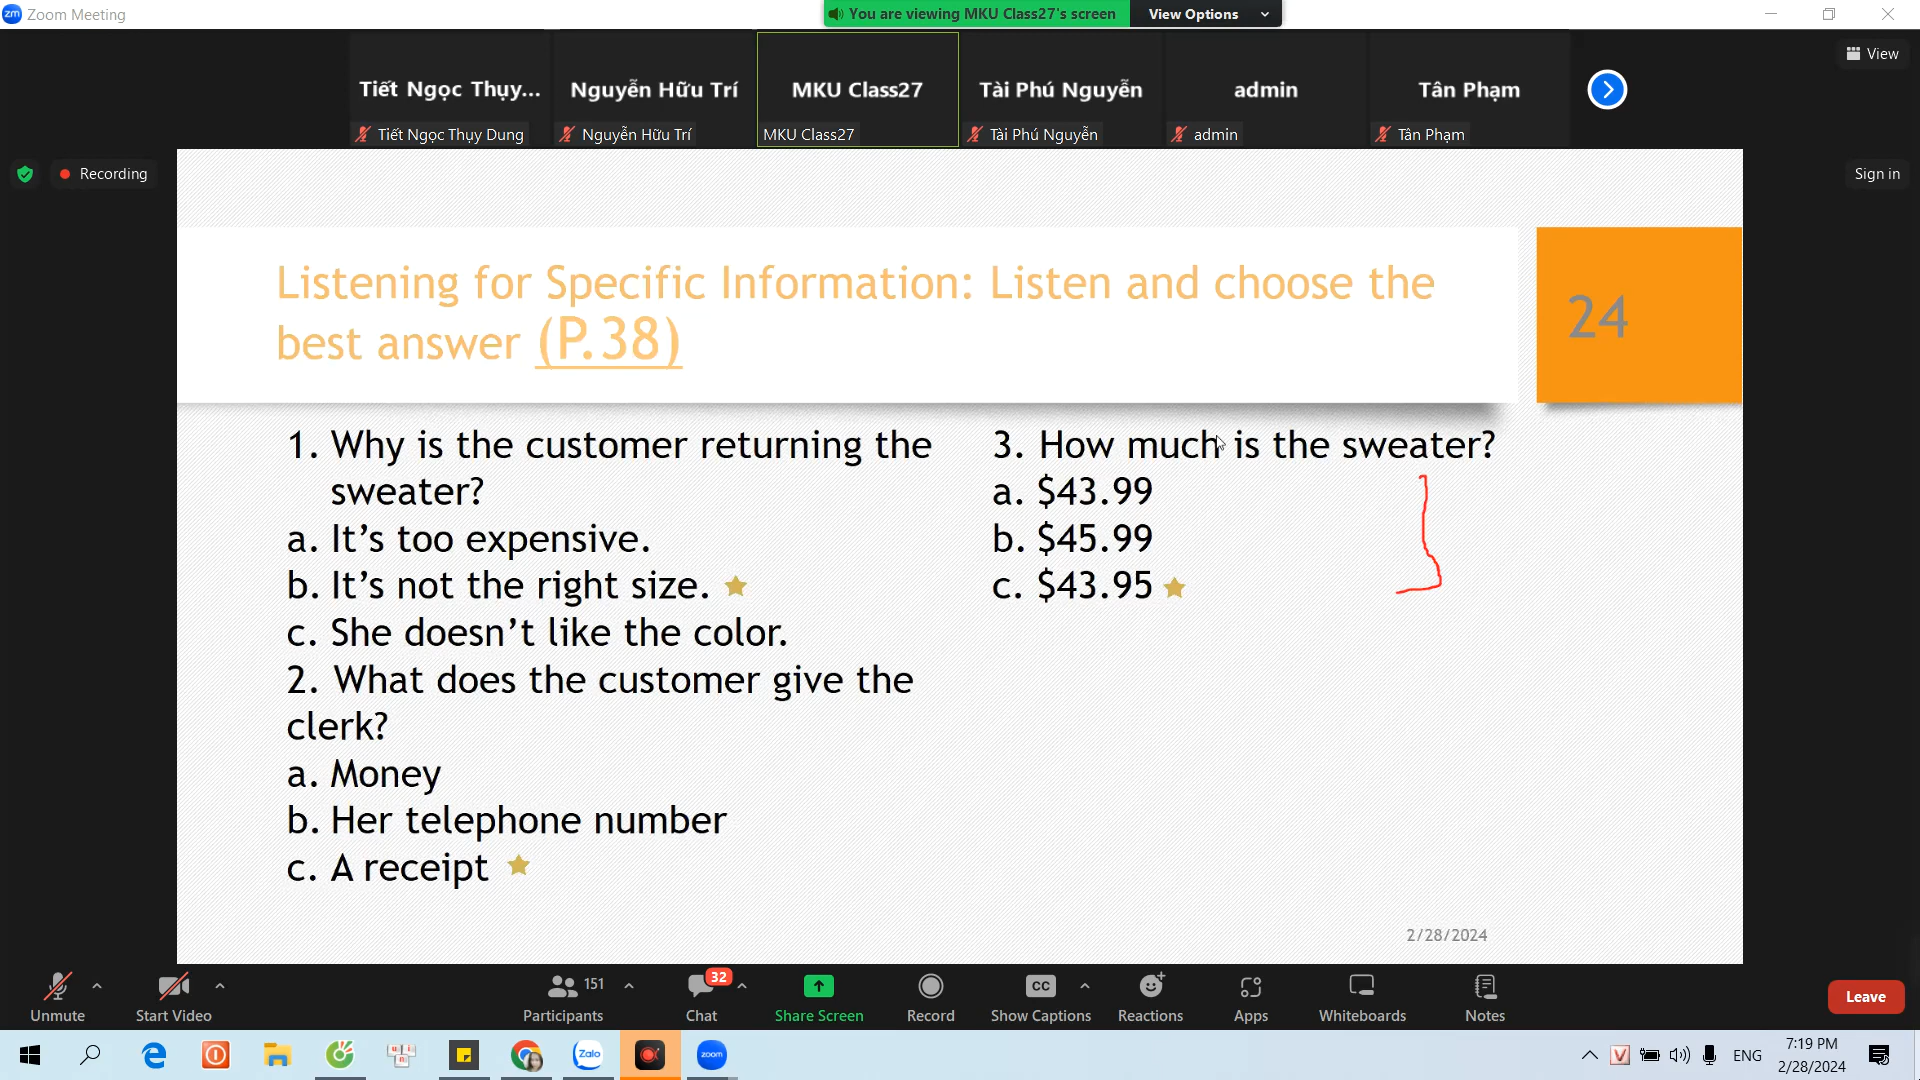 Zoom Meeting
You are viewing MKU Class27's screen
View Options
View
Tiết Ngọc Thụy...
Nguyễn Hữu Trí
MKU Class27
Tài Phú Nguyễn
admin
Tân Phạm
Tiết Ngọc Thụy Dung
Nguyễn Hữu Trí
MKU Class27
Tài Phú Nguyễn
admin
Tân Phạm
Recording
Sign in
Listening for Specific Information: Listen and choose the
best answer (P.38)
24
1. Why is the customer returning the
sweater?
a. It's too expensive.
b. It's not the right size.
c. She doesn't like the color.
2. What does the customer give the
clerk?
a. Money
b. Her telephone number
c. A receipt
3. How much is the sweater?
a. $43.99
b. $45.99
c. $43.95
2/28/2024
Unmute
Start Video
151
Participants
32
Chat
Share Screen
Record
CC
Show Captions
Reactions
Apps
Whiteboards
Notes
Leave
Zalo
zoom
ENG
7:19 PM
2/28/2024